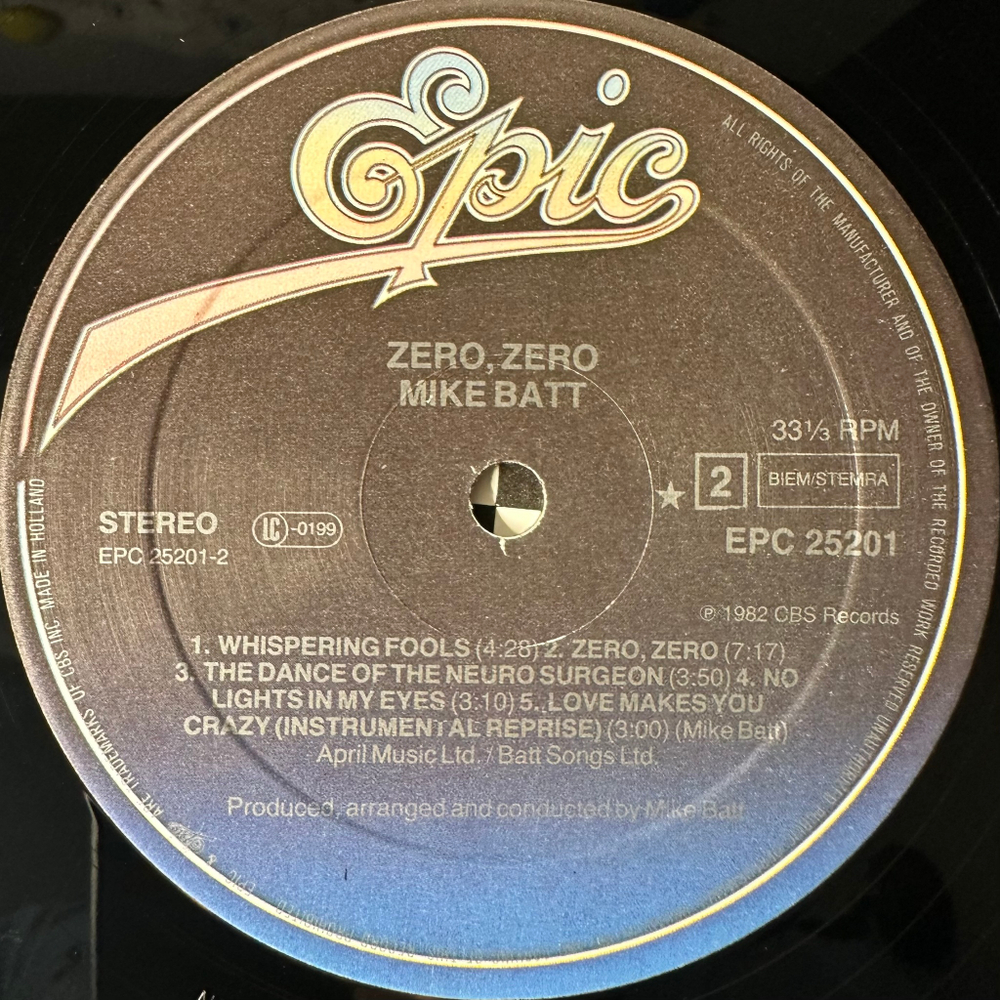 Epic
ALL RIGHTS OF THE MANUFACTURER AND OF THE OWNER OF THE RECORDED WORK RESERVED UNAUTHORIZED
ZERO, ZERO
MIKE BATT
33 1/3 RPM
★ 2 BIEM/STEMRA
STEREO LC-0199
EPC 25201-2
EPC 25201
℗ 1982 CBS Records
1. WHISPERING FOOLS (4:28) 2. ZERO, ZERO (7:17)
3. THE DANCE OF THE NEURO SURGEON (3:50) 4. NO
LIGHTS IN MY EYES (3:10) 5. LOVE MAKES YOU
CRAZY (INSTRUMENTAL REPRISE) (3:00) (Mike Batt)
April Music Ltd. / Batt Songs Ltd.
Produced, arranged and conducted by Mike Batt
EPIC & ARE TRADEMARKS OF CBS INC MADE IN HOLLAND